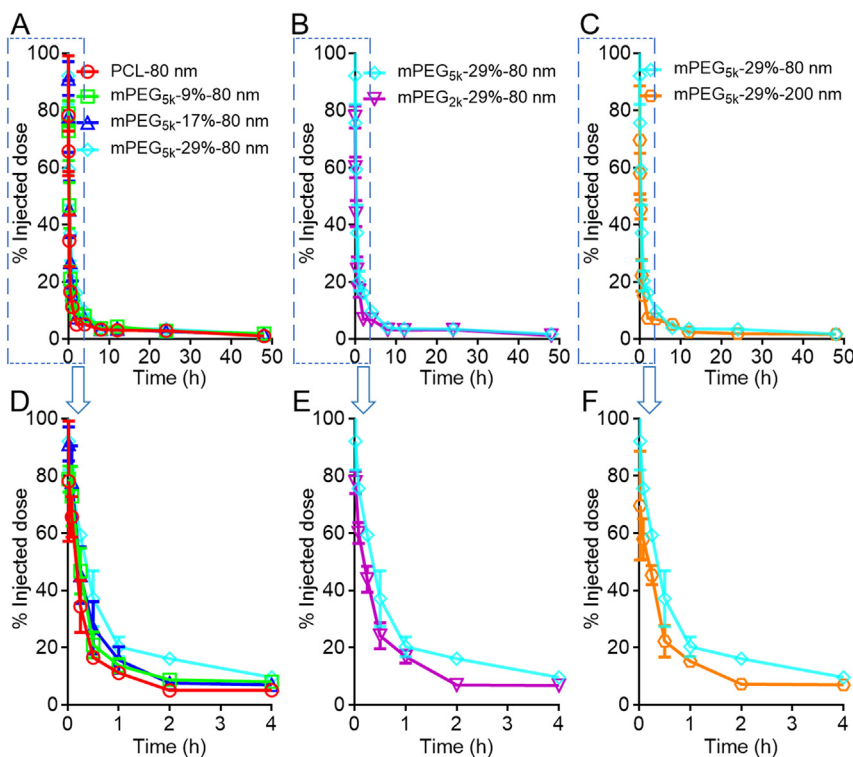 A
B
C
PCL-80 nm
mPEG5k-9%-80 nm
mPEG5k-17%-80 nm
mPEG5k-29%-80 nm
mPEG5k-29%-80 nm
mPEG2k-29%-80 nm
mPEG5k-29%-80 nm
mPEG5k-29%-200 nm
% Injected dose
100
80
60
40
20
0
0 10 20 30 40 50
Time (h)
% Injected dose
100
80
60
40
20
0
0 10 20 30 40 50
Time (h)
% Injected dose
100
80
60
40
20
0
0 10 20 30 40 50
Time (h)
D
E
F
% Injected dose
100
80
60
40
20
0
0 1 2 3 4
Time (h)
% Injected dose
100
80
60
40
20
0
0 1 2 3 4
Time (h)
% Injected dose
100
80
60
40
20
0
0 1 2 3 4
Time (h)